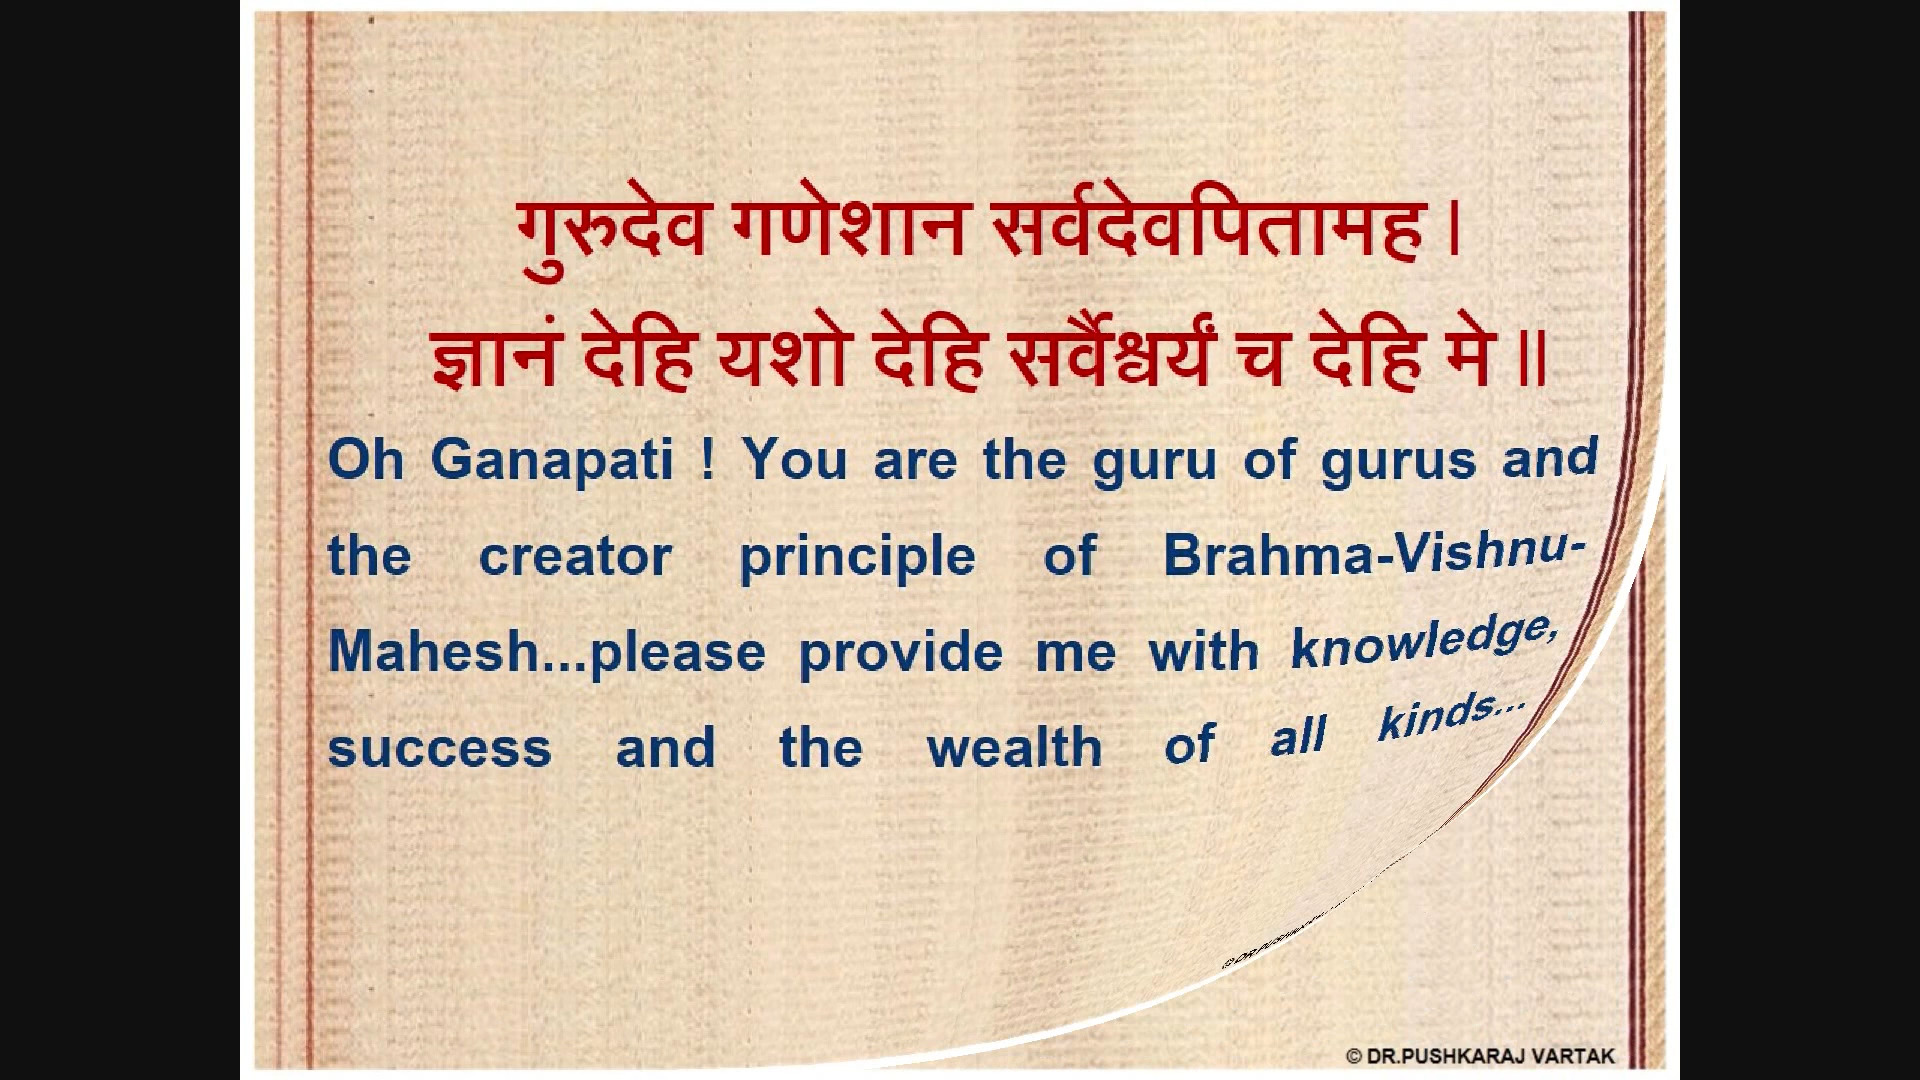 गुरुदेव गणेशान सर्वदेवपितामह ।
ज्ञानं देहि यशो देहि सर्वैश्वर्यं च देहि मे ॥
Oh Ganapati ! You are the guru of gurus and
the creator principle of Brahma-Vishnu-
Mahesh...please provide me with knowledge,
success and the wealth of all kinds...
© DR.PUSHKARAJ VARTAK